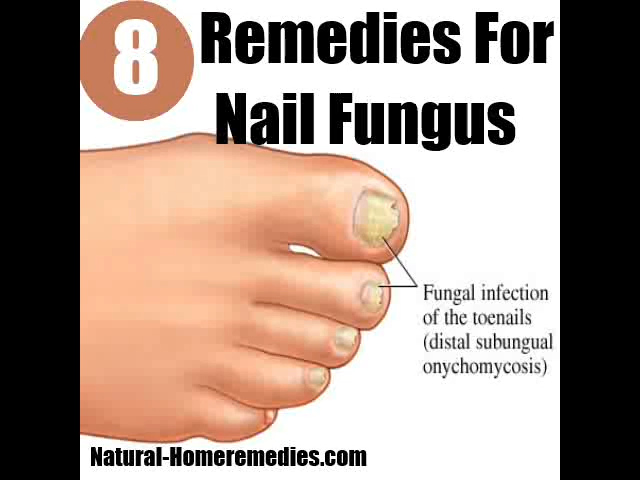 8
Remedies For
Nail Fungus
Fungal infection
of the toenails
(distal subungual
onychomycosis)
Natural-Homeremedies.com